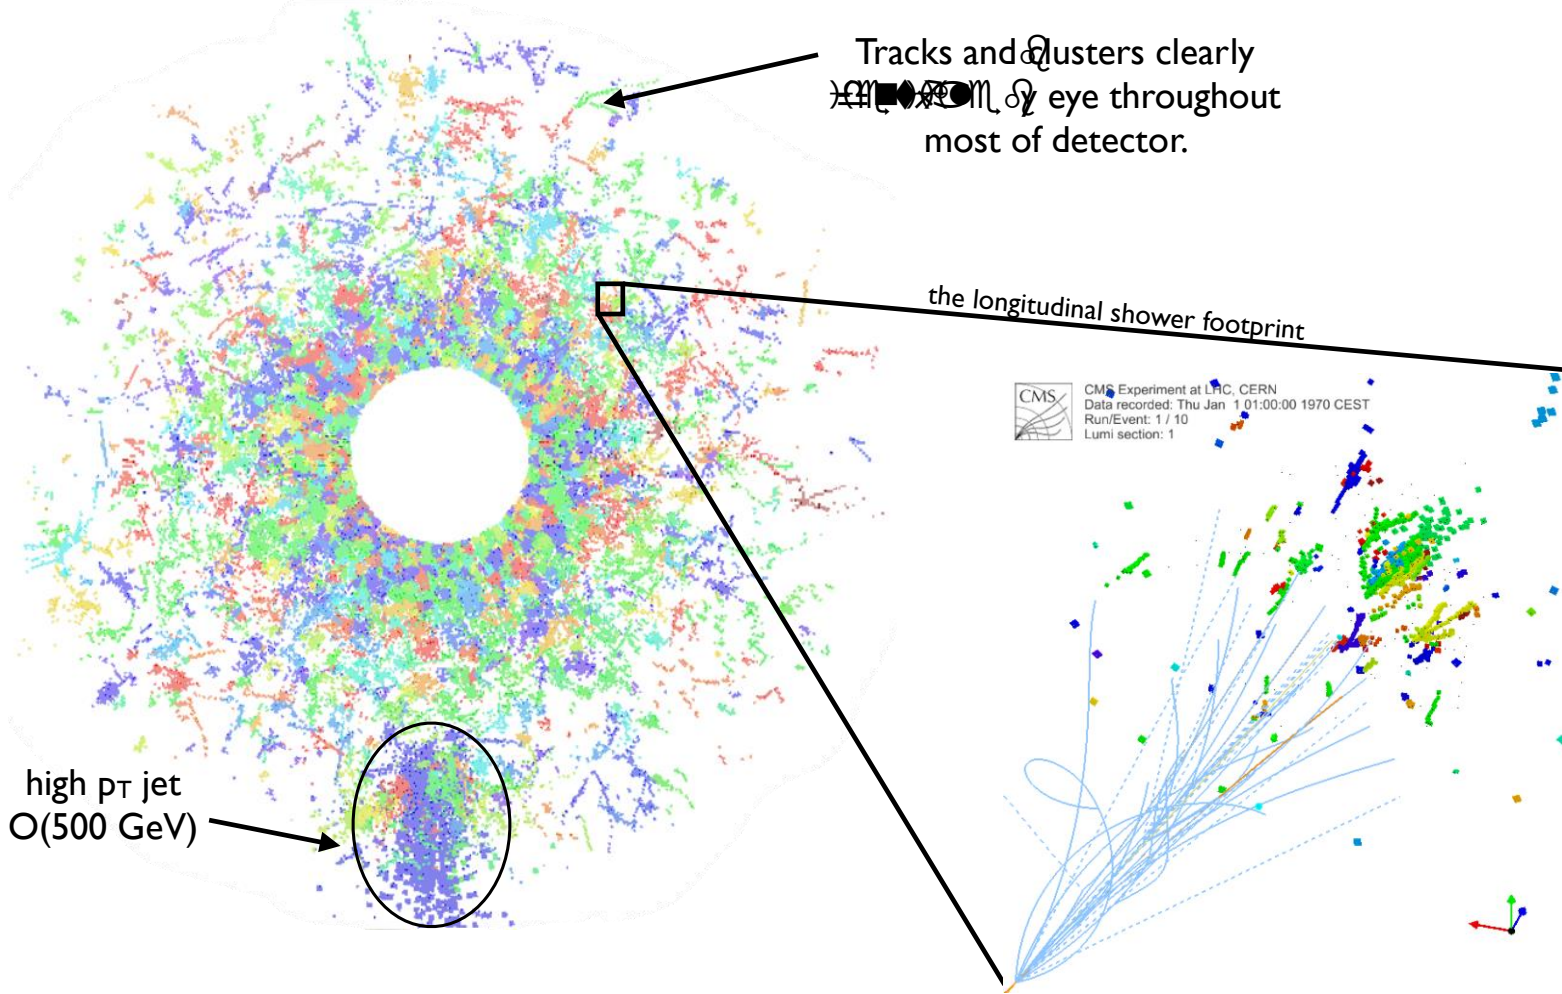 Tracks and clusters clearly
eye throughout
most of detector.
the longitudinal shower footprint
CMS
CMS Experiment at LHC, CERN
Data recorded: Thu Jan 1 01:00:00 1970 CEST
Run/Event: 1 / 10
Lumi section: 1
high pT jet
O(500 GeV)